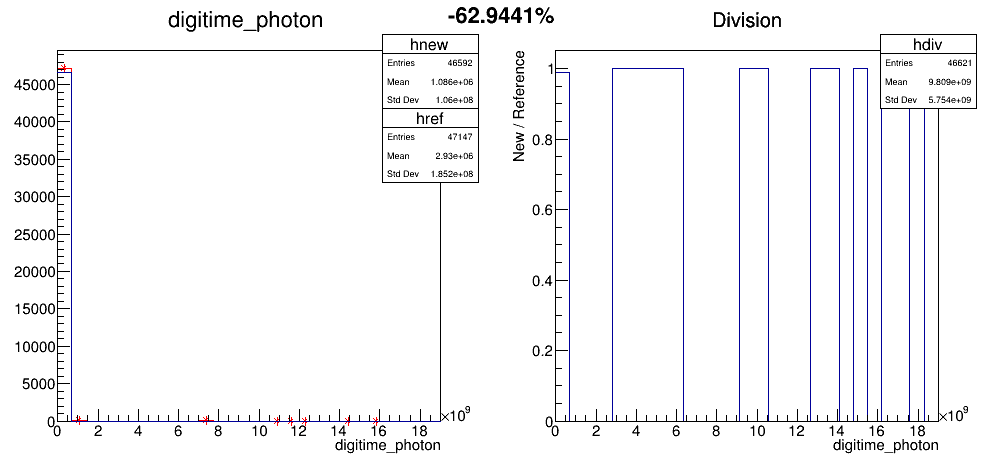 digitime_photon
-62.9441%
Division
hnew
Entries 46592
Mean 1.086e+06
Std Dev 1.06e+08
href
Entries 47147
Mean 2.93e+06
Std Dev 1.852e+08
45000
40000
35000
30000
25000
20000
15000
10000
5000
0
0 2 4 6 8 10 12 14 16 18
×10⁹
digitime_photon
hdiv
Entries 46621
Mean 9.809e+09
Std Dev 5.754e+09
New / Reference
1
0.8
0.6
0.4
0.2
0
0 2 4 6 8 10 12 14 16 18
×10⁹
digitime_photon